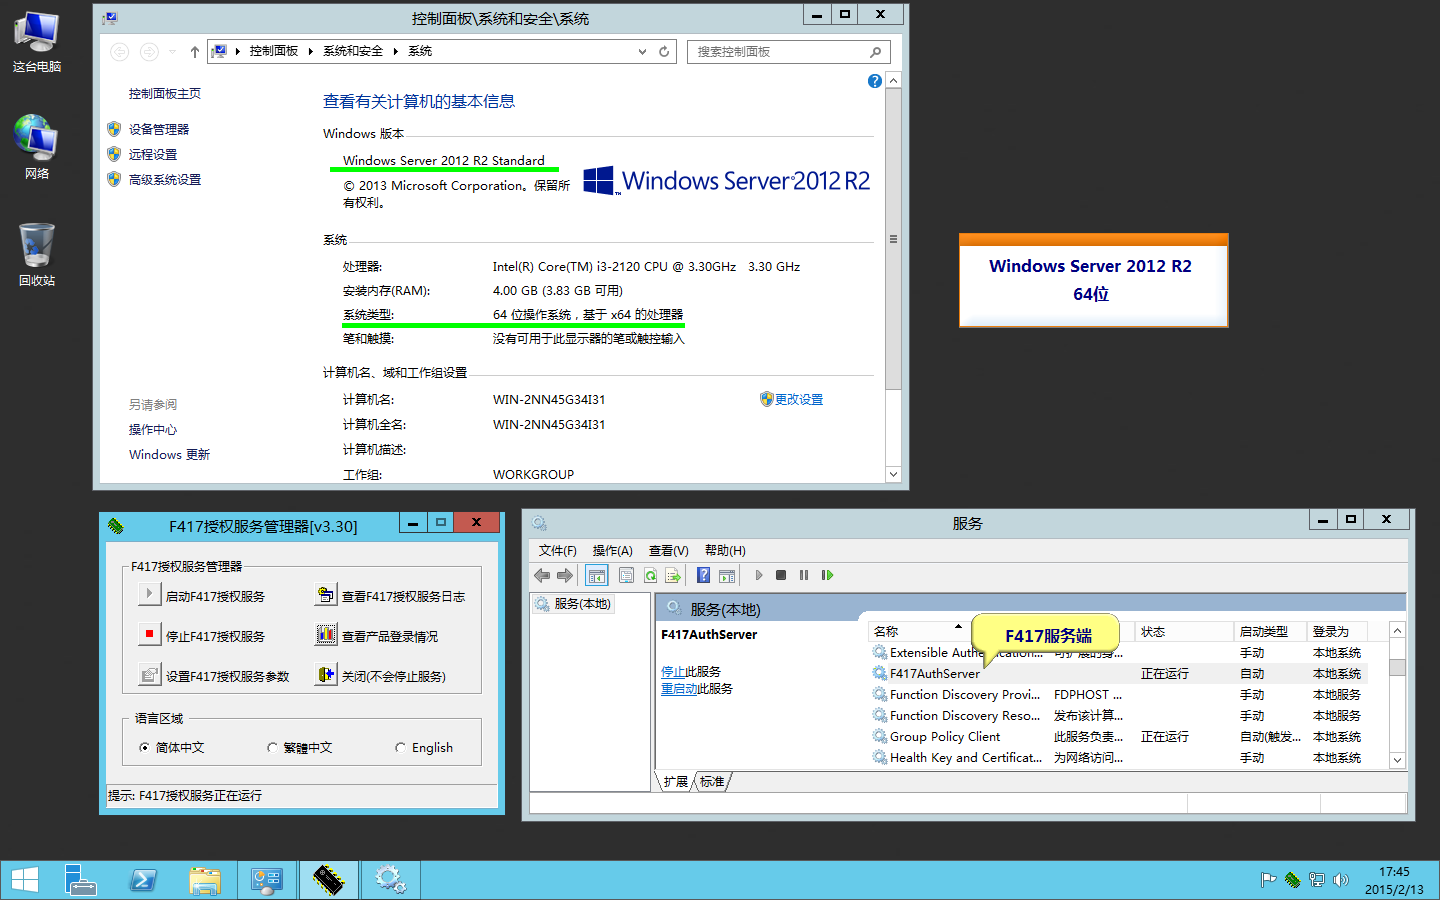 这台电脑
网络
回收站
控制面板\系统和安全\系统
控制面板 系统和安全 系统
搜索控制面板
控制面板主页
设备管理器
远程设置
高级系统设置
另请参阅
操作中心
Windows 更新
查看有关计算机的基本信息
Windows 版本
Windows Server 2012 R2 Standard
© 2013 Microsoft Corporation。保留所
有权利。
Windows Server 2012 R2
系统
处理器: Intel(R) Core(TM) i3-2120 CPU @ 3.30GHz 3.30 GHz
安装内存(RAM): 4.00 GB (3.83 GB 可用)
系统类型: 64 位操作系统，基于 x64 的处理器
笔和触摸: 没有可用于此显示器的笔或触控输入
计算机名、域和工作组设置
计算机名: WIN-2NN45G34I31
更改设置
计算机全名: WIN-2NN45G34I31
计算机描述:
工作组: WORKGROUP
Windows Server 2012 R2
64位
F417授权服务管理器[v3.30]
F417授权服务管理器
启动F417授权服务 查看F417授权服务日志
停止F417授权服务 查看产品登录情况
设置F417授权服务参数 关闭(不会停止服务)
语言区域
简体中文 繁體中文 English
提示: F417授权服务正在运行
服务
文件(F) 操作(A) 查看(V) 帮助(H)
服务(本地)
服务(本地)
F417AuthServer
停止此服务
重启动此服务
F417服务端
名称 状态 启动类型 登录为
Extensible Authentication... 可扩展的身... 手动 本地系统
F417AuthServer 正在运行 自动 本地系统
Function Discovery Provi... FDPHOST ... 手动 本地服务
Function Discovery Reso... 发布该计算... 手动 本地服务
Group Policy Client 此服务负责... 正在运行 自动(触发... 本地系统
Health Key and Certificat... 为网络访问... 手动 本地系统
扩展 标准
17:45
2015/2/13